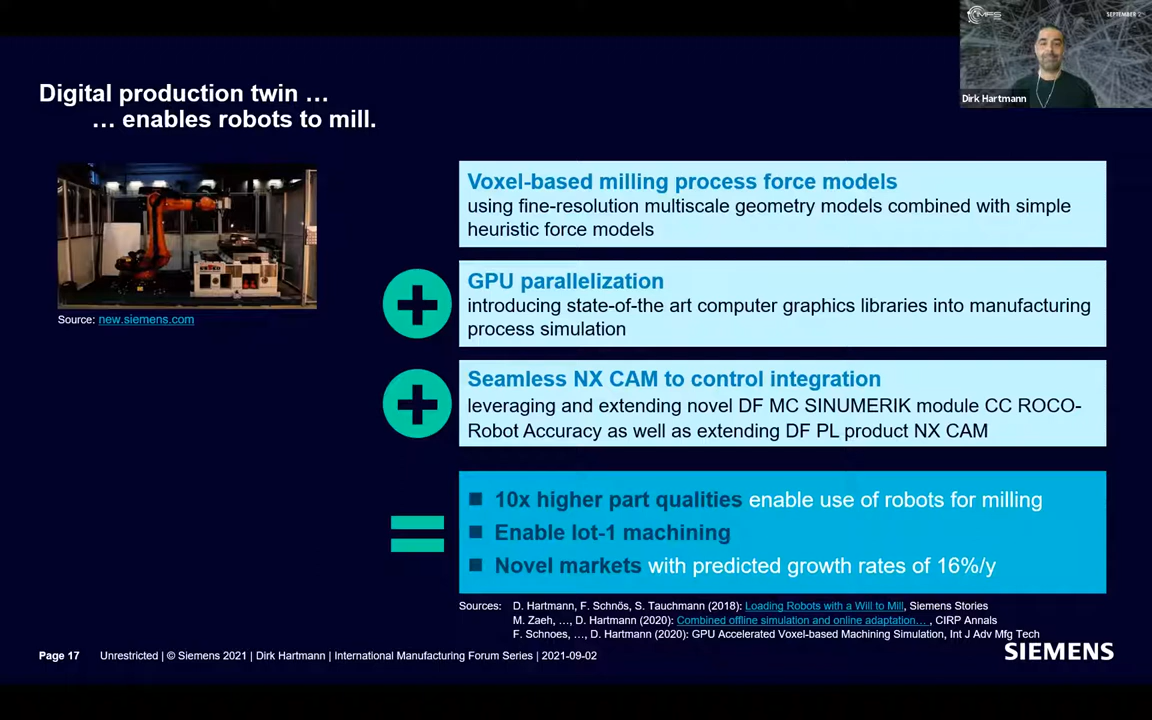 MFS
SEPTEMBER 2
Dirk Hartmann
Digital production twin …
… enables robots to mill.
Source: new.siemens.com
Voxel-based milling process force models
using fine-resolution multiscale geometry models combined with simple
heuristic force models
GPU parallelization
introducing state-of-the art computer graphics libraries into manufacturing
process simulation
Seamless NX CAM to control integration
leveraging and extending novel DF MC SINUMERIK module CC ROCO-
Robot Accuracy as well as extending DF PL product NX CAM
10x higher part qualities enable use of robots for milling
Enable lot-1 machining
Novel markets with predicted growth rates of 16%/y
Sources: D. Hartmann, F. Schnös, S. Tauchmann (2018): Loading Robots with a Will to Mill, Siemens Stories
M. Zaeh, …, D. Hartmann (2020): Combined offline simulation and online adaptation… , CIRP Annals
F. Schnoes, …, D. Hartmann (2020): GPU Accelerated Voxel-based Machining Simulation, Int J Adv Mfg Tech
Page 17 Unrestricted | © Siemens 2021 | Dirk Hartmann | International Manufacturing Forum Series | 2021-09-02
SIEMENS